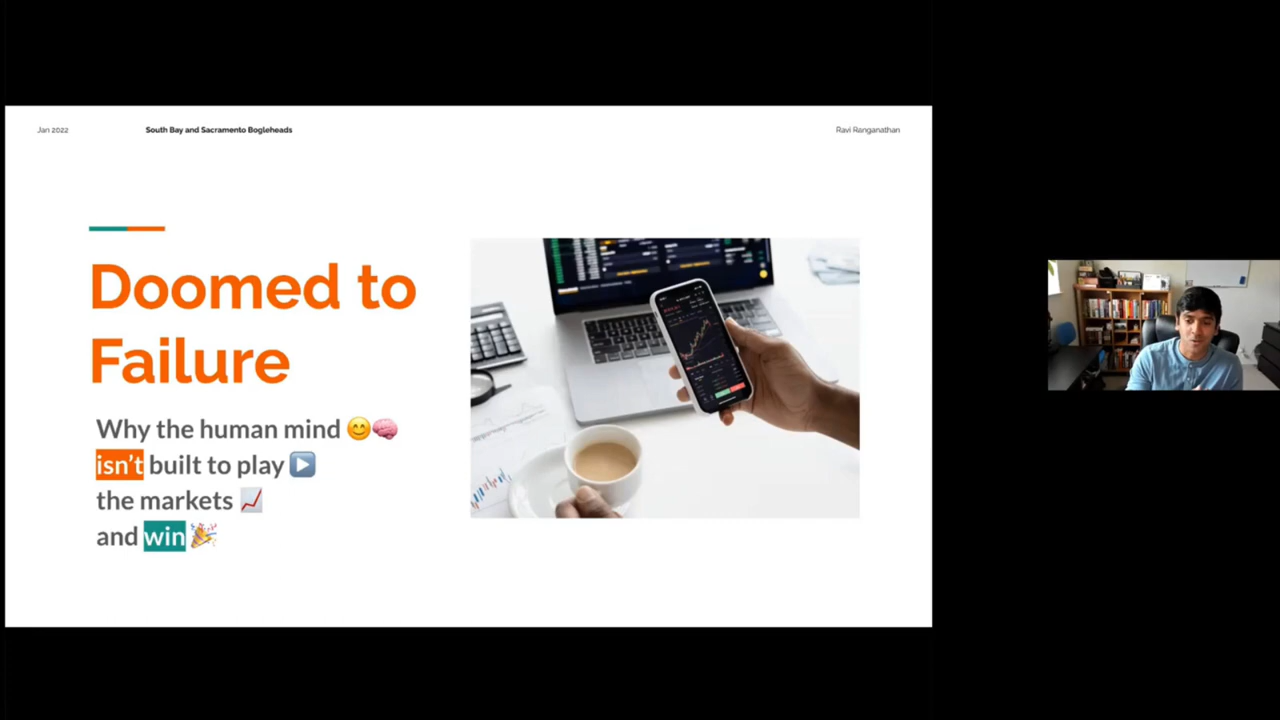 Jan 2022
South Bay and Sacramento Bogleheads
Ravi Ranganathan
Doomed to
Failure
Why the human mind 😊🧠
isn’t built to play ▶️
the markets 📈
and win 🎉